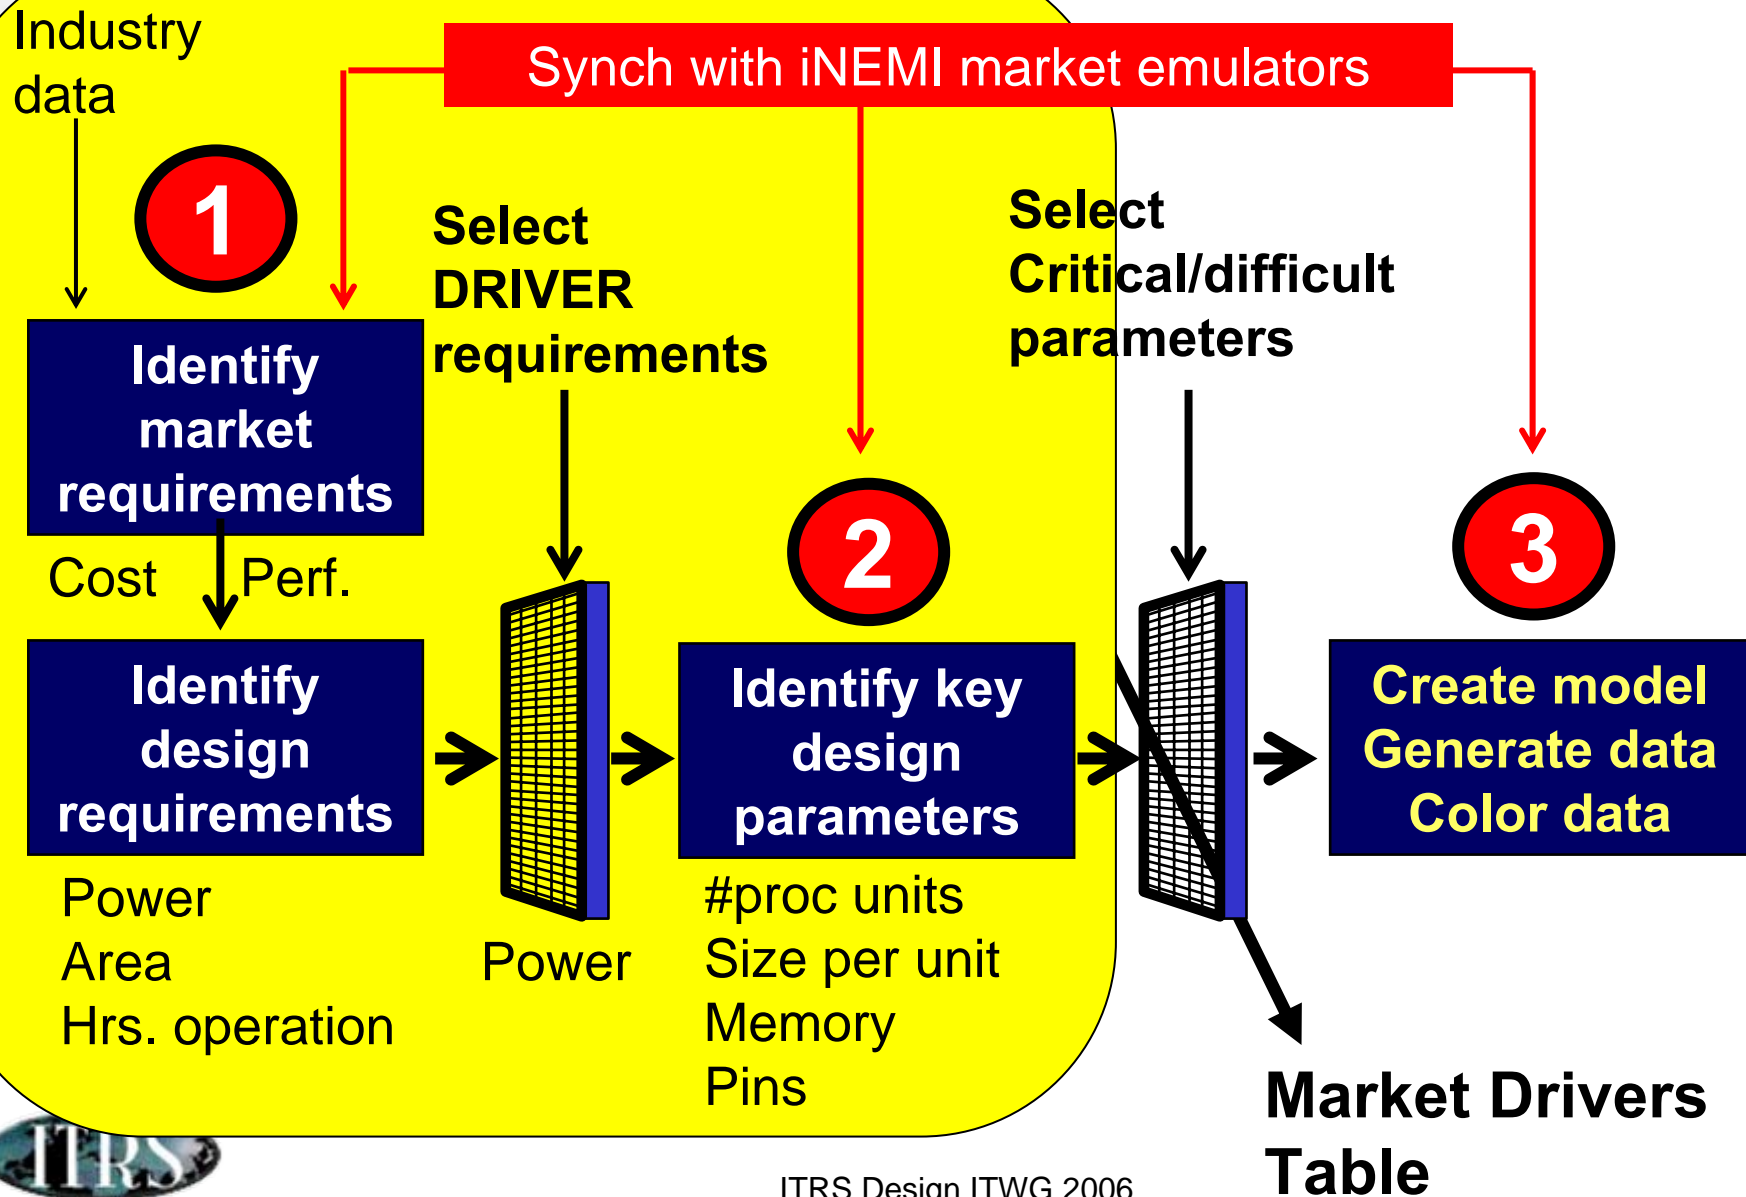 Industry
data
Synch with iNEMI market emulators
1
Select
DRIVER
requirements
Select
Critical/difficult
parameters
Identify
market
requirements
Cost
Perf.
2
3
Identify
design
requirements
Identify key
design
parameters
Create model
Generate data
Color data
Power
Area
Hrs. operation
Power
#proc units
Size per unit
Memory
Pins
Market Drivers
Table
ITRS
ITRS Design ITWG 2006